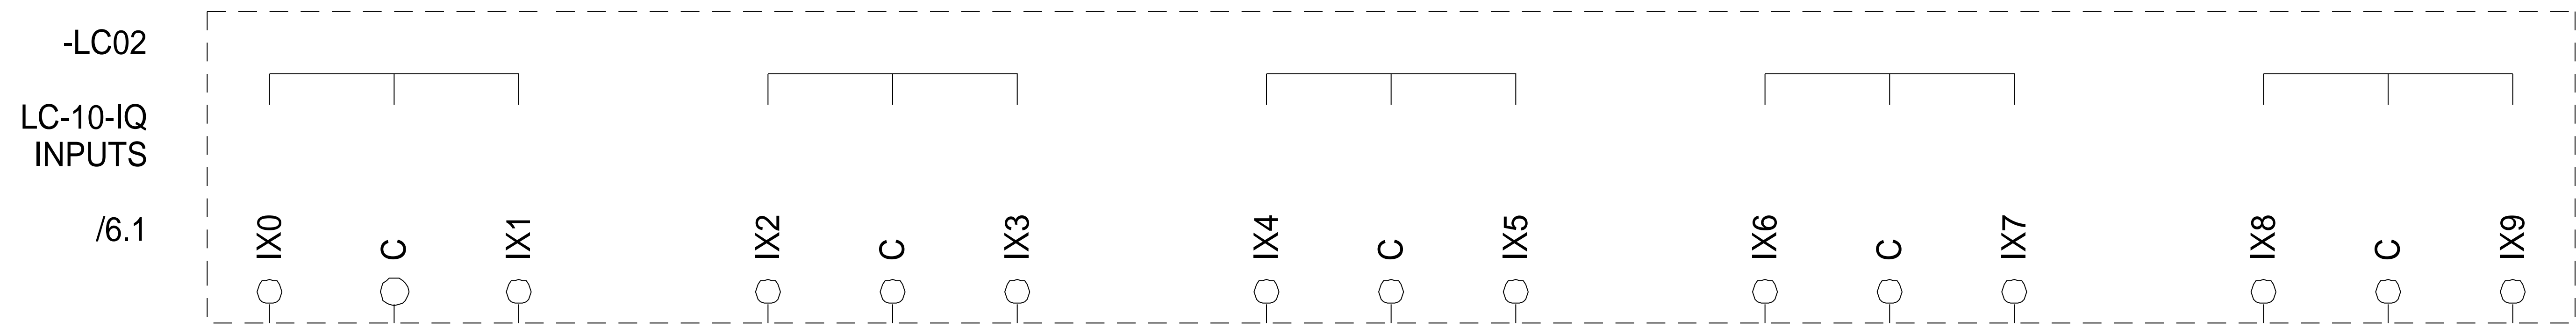 -LC02
LC-10-IQ
INPUTS
/6.1
IX0 C IX1 IX2 C IX3 IX4 C IX5 IX6 C IX7 IX8 C IX9